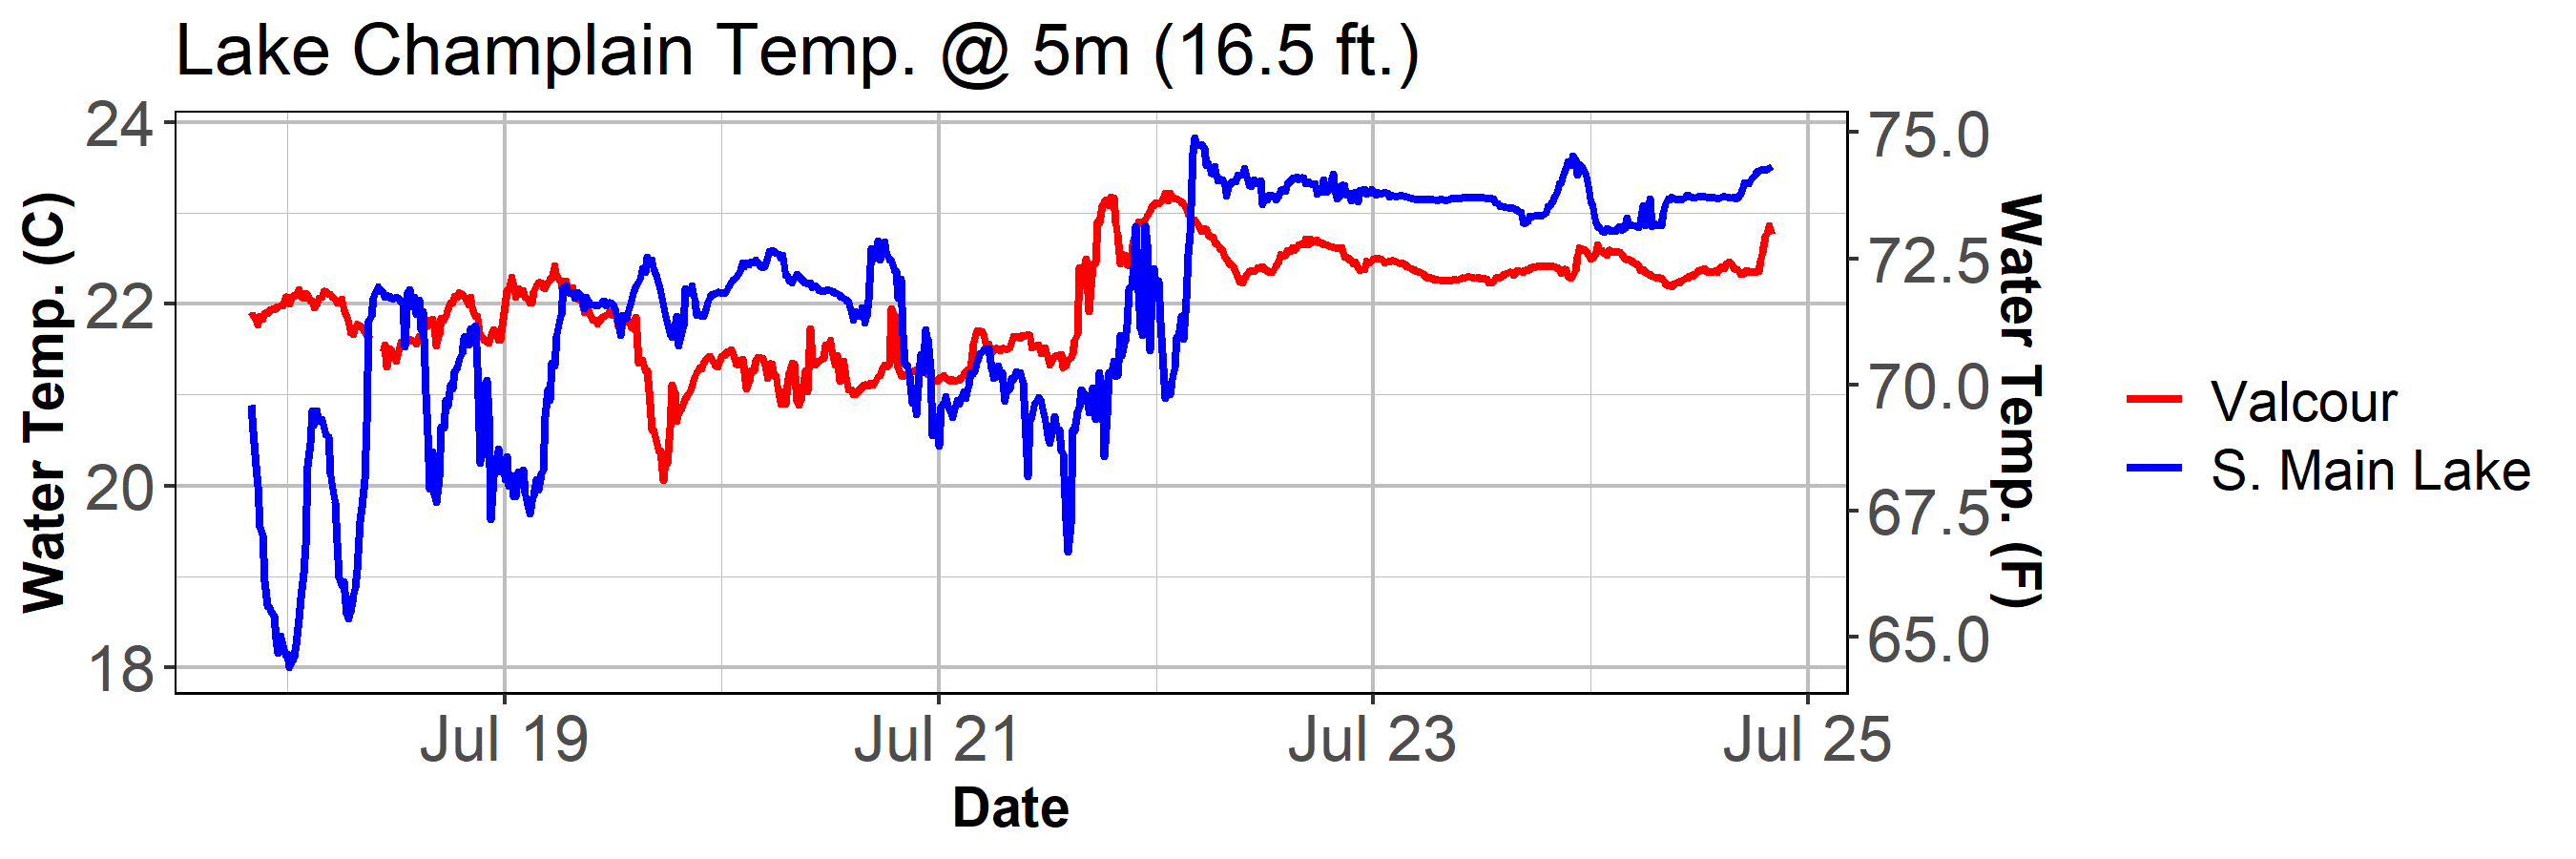 Lake Champlain Temp. @ 5m (16.5 ft.)
Water Temp. (C)
24
22
20
18
75.0
72.5
70.0
67.5
65.0
Water Temp. (F)
Jul 19
Jul 21
Jul 23
Jul 25
Date
Valcour
S. Main Lake